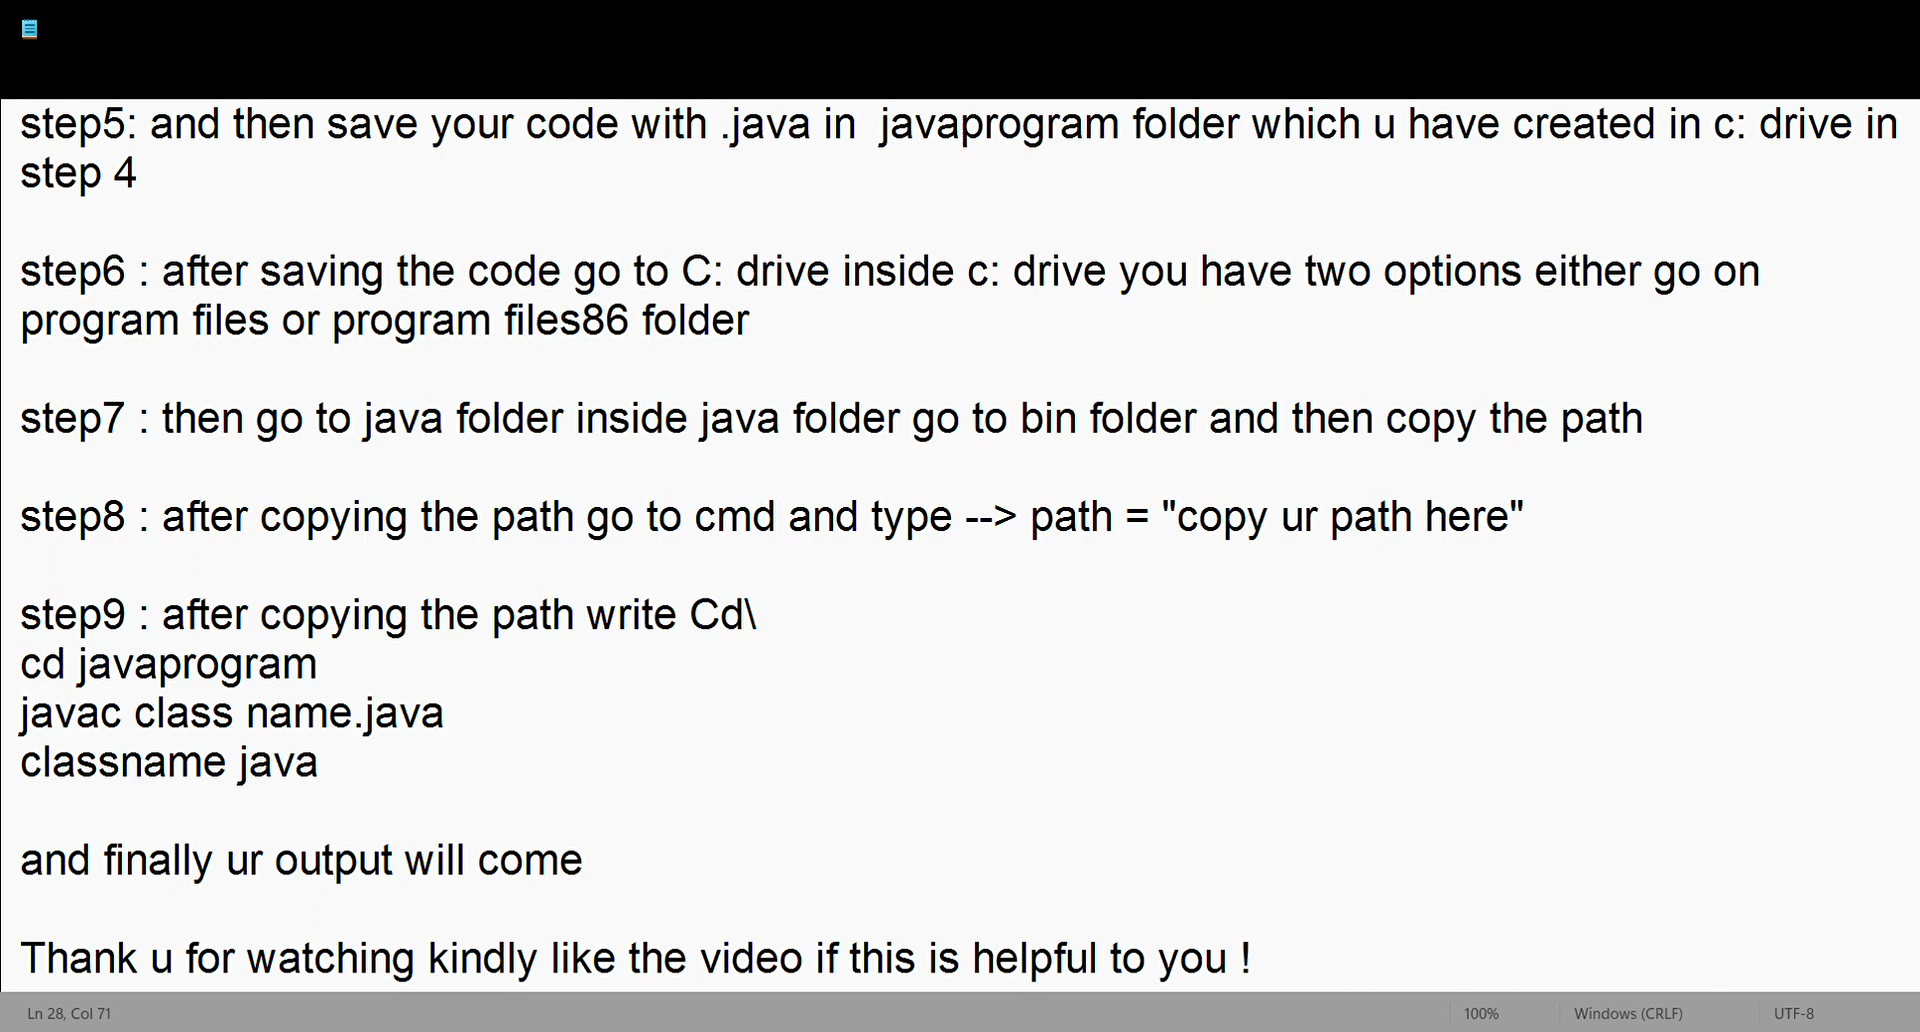 step5: and then save your code with .java in  javaprogram folder which u have created in c: drive in
step 4
step6 : after saving the code go to C: drive inside c: drive you have two options either go on
program files or program files86 folder
step7 : then go to java folder inside java folder go to bin folder and then copy the path
step8 : after copying the path go to cmd and type --> path = "copy ur path here"
step9 : after copying the path write Cd\
cd javaprogram
javac class name.java
classname java
and finally ur output will come
Thank u for watching kindly like the video if this is helpful to you !
Ln 28, Col 71 100% Windows (CRLF) UTF-8